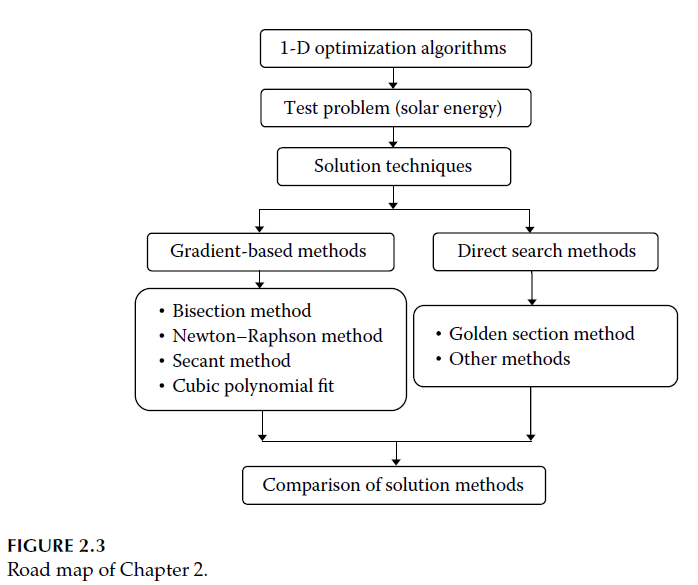 1-D optimization algorithms
Test problem (solar energy)
Solution techniques
Gradient-based methods
Direct search methods
• Bisection method
• Newton–Raphson method
• Secant method
• Cubic polynomial fit
• Golden section method
• Other methods
Comparison of solution methods
FIGURE 2.3
Road map of Chapter 2.